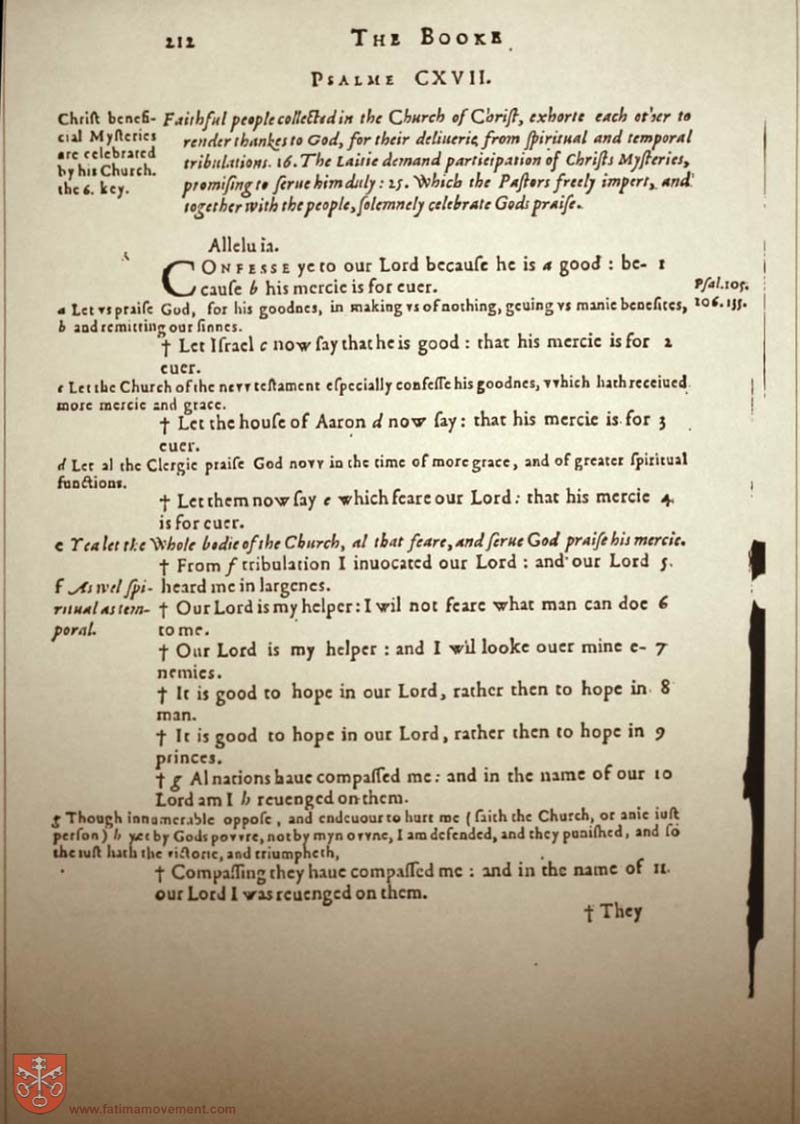 212 THE BOOKE
PSALME CXVII.
Christ benefi-
cial Mysteries
are celebrated
by his Church.
the 6. key.
Faithful people collected in the Church of Christ, exhorte each other to
render thankes to God, for their deliuerie, from spiritual and temporal
tribulations. 16. The Laitie demand participation of Christs Mysteries,
promising to serue him duly: 25. Which the Pastors freely impert, and
together with the people, solemnely celebrate Gods praise.
Alleluia.
CONFESSE ye to our Lord because he is a good: be- 1
cause b his mercie is for euer.
Psal.105.
106.135.
a Let vs praise God, for his goodnes, in making vs of nothing, geuing vs manie benefites,
b and remitting our sinnes.
† Let Israel c now say that he is good: that his mercie is for 2
euer.
c Let the Church of the new testament especially confesse his goodnes, which hath receiued
more mercie and grace.
† Let the house of Aaron d now say: that his mercie is for 3
euer.
d Let al the Clergie praise God now in the time of more grace, and of greater spiritual
functions.
† Let them now say e which feare our Lord: that his mercie 4
is for euer.
e Yea let the Whole bodie of the Church, al that feare, and serue God praise his mercie.
† From f tribulation I inuocated our Lord: and our Lord 5.
heard me in largenes.
f As wel spi-
ritual as tem-
poral.
† Our Lord is my helper: I wil not feare what man can doe 6
to me.
† Our Lord is my helper: and I wil looke ouer mine e- 7
nemies.
† It is good to hope in our Lord, rather then to hope in 8
man.
† It is good to hope in our Lord, rather then to hope in 9
princes.
† g Al nations haue compassed me: and in the name of our 10
Lord am I h reuenged on them.
g Though innumerable oppose, and endeuour to hurt me (saith the Church, or anie iust
person) h yet by Gods powre, not by myn owne, I am defended, and they punished, and so
the iust hath the victorie, and triumpheth,
† Compassing they haue compassed me: and in the name of 11.
our Lord I was reuenged on them.
† They
www.fatimamovement.com